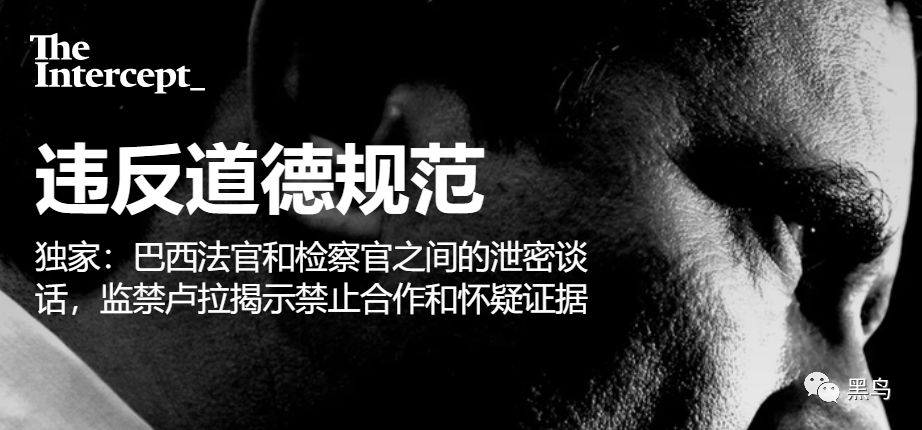 The
Intercept_
违反道德规范
独家：巴西法官和检察官之间的泄密谈
话，监禁卢拉揭示禁止合作和怀疑证据
黑鸟